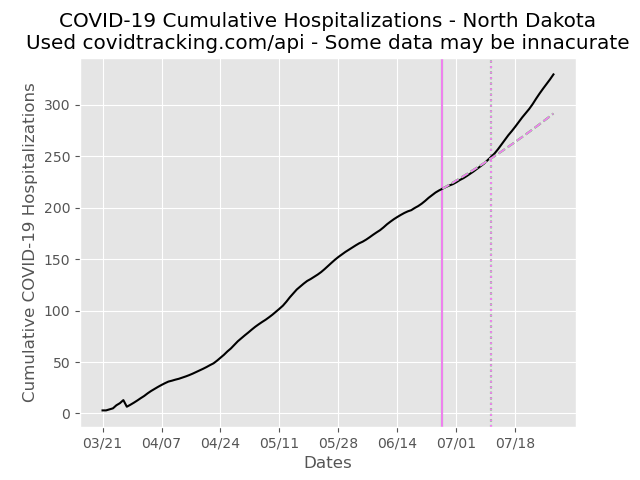 COVID-19 Cumulative Hospitalizations - North Dakota
Used covidtracking.com/api - Some data may be innacurate
Cumulative COVID-19 Hospitalizations
300
250
200
150
100
50
0
03/21 04/07 04/24 05/11 05/28 06/14 07/01 07/18
Dates